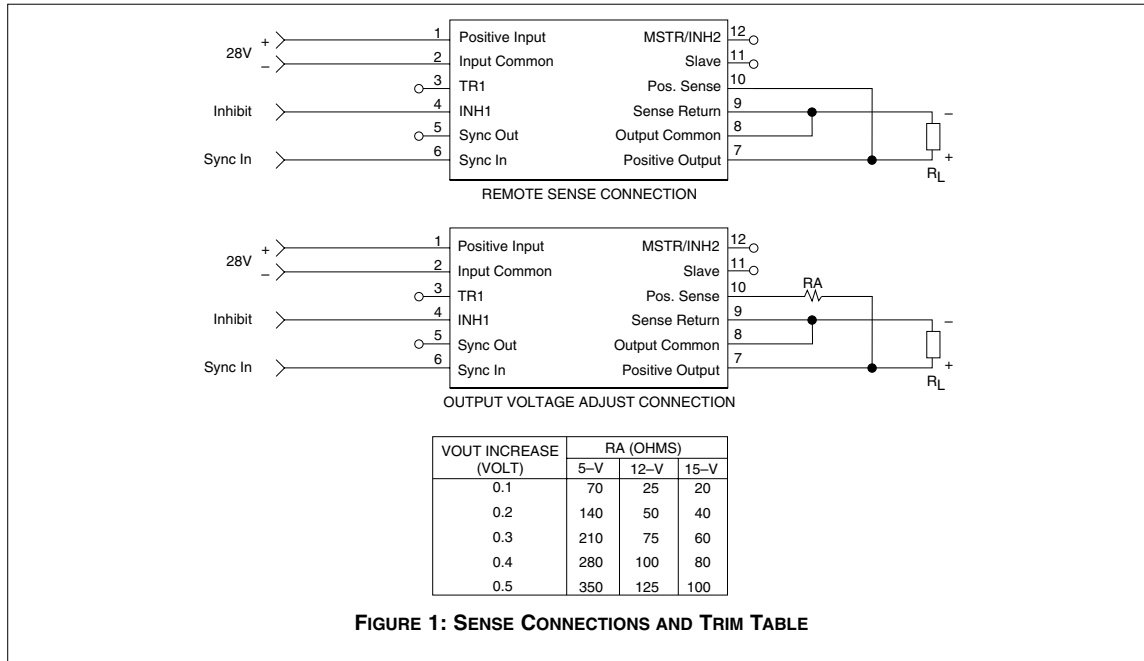 1 Positive Input MSTR/INH2 12
28V + – 2 Input Common Slave 11
3 TR1 Pos. Sense 10
Inhibit 4 INH1 Sense Return 9 –
5 Sync Out Output Common 8
Sync In 6 Sync In Positive Output 7 +
RL
REMOTE SENSE CONNECTION
1 Positive Input MSTR/INH2 12
28V + – 2 Input Common Slave 11
3 TR1 Pos. Sense 10 RA
Inhibit 4 INH1 Sense Return 9 –
5 Sync Out Output Common 8
Sync In 6 Sync In Positive Output 7 +
RL
OUTPUT VOLTAGE ADJUST CONNECTION
VOUT INCREASE RA (OHMS)
(VOLT) 5–V 12–V 15–V
0.1 70 25 20
0.2 140 50 40
0.3 210 75 60
0.4 280 100 80
0.5 350 125 100
FIGURE 1: SENSE CONNECTIONS AND TRIM TABLE